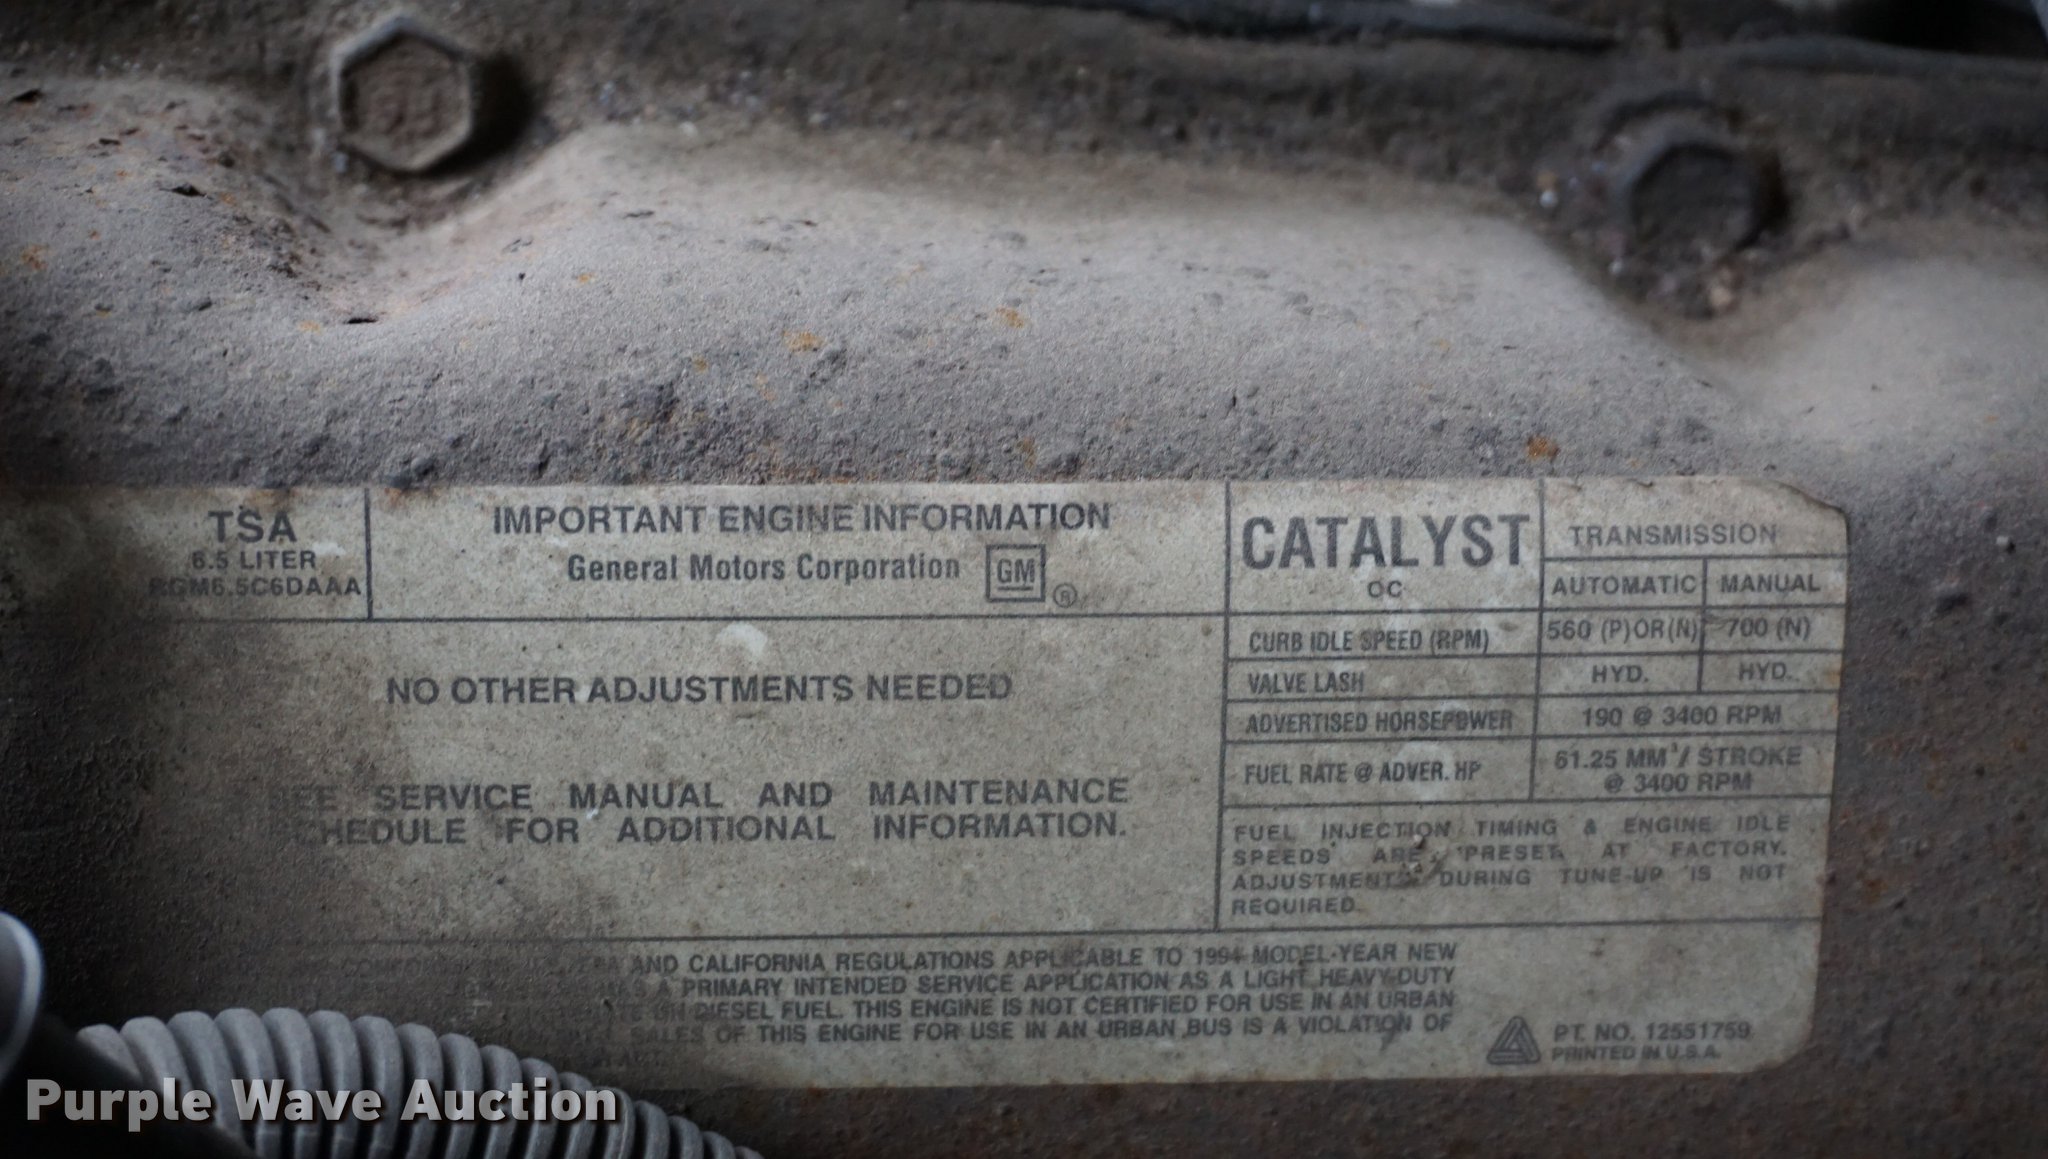 TSA
6.5 LITER
RGM6.5C6DAAA
IMPORTANT ENGINE INFORMATION
General Motors Corporation GM ®
CATALYST
OC
TRANSMISSION
AUTOMATIC MANUAL
CURB IDLE SPEED (RPM) 560 (P) OR (N) 700 (N)
VALVE LASH HYD. HYD.
ADVERTISED HORSEPOWER 190 @ 3400 RPM
FUEL RATE @ ADVER. HP 61.25 MM³/ STROKE
@ 3400 RPM
NO OTHER ADJUSTMENTS NEEDED
SEE SERVICE MANUAL AND MAINTENANCE
SCHEDULE FOR ADDITIONAL INFORMATION.
FUEL INJECTION TIMING & ENGINE IDLE
SPEEDS ARE PRESET AT FACTORY.
ADJUSTMENT DURING TUNE-UP IS NOT
REQUIRED.
AND CALIFORNIA REGULATIONS APPLICABLE TO 1994 MODEL-YEAR NEW
A PRIMARY INTENDED SERVICE APPLICATION AS A LIGHT HEAVY-DUTY
ON DIESEL FUEL. THIS ENGINE IS NOT CERTIFIED FOR USE IN AN URBAN
SALES OF THIS ENGINE FOR USE IN AN URBAN BUS IS A VIOLATION OF
PT. NO. 12551759
PRINTED IN U.S.A.
Purple Wave Auction